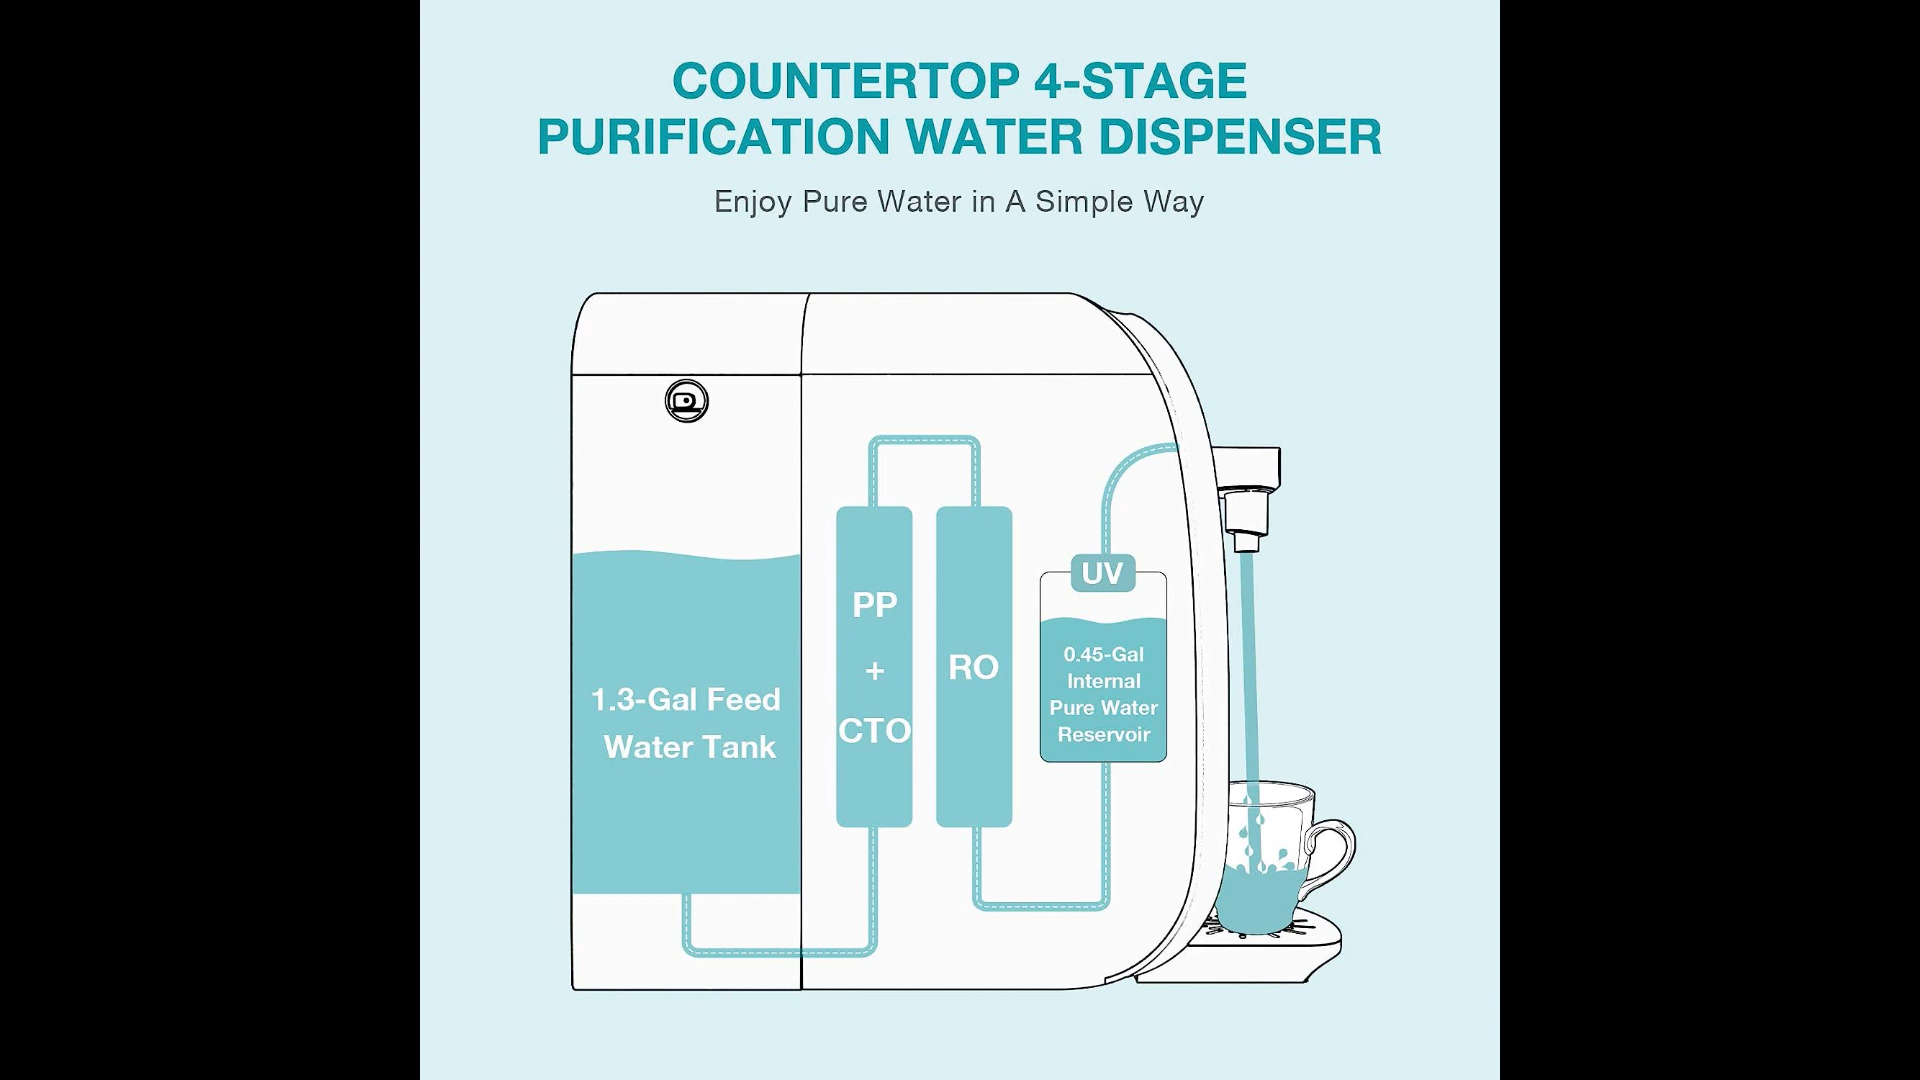 COUNTERTOP 4-STAGE
PURIFICATION WATER DISPENSER
Enjoy Pure Water in A Simple Way
1.3-Gal Feed
Water Tank
PP
+
CTO
RO
UV
0.45-Gal
Internal
Pure Water
Reservoir